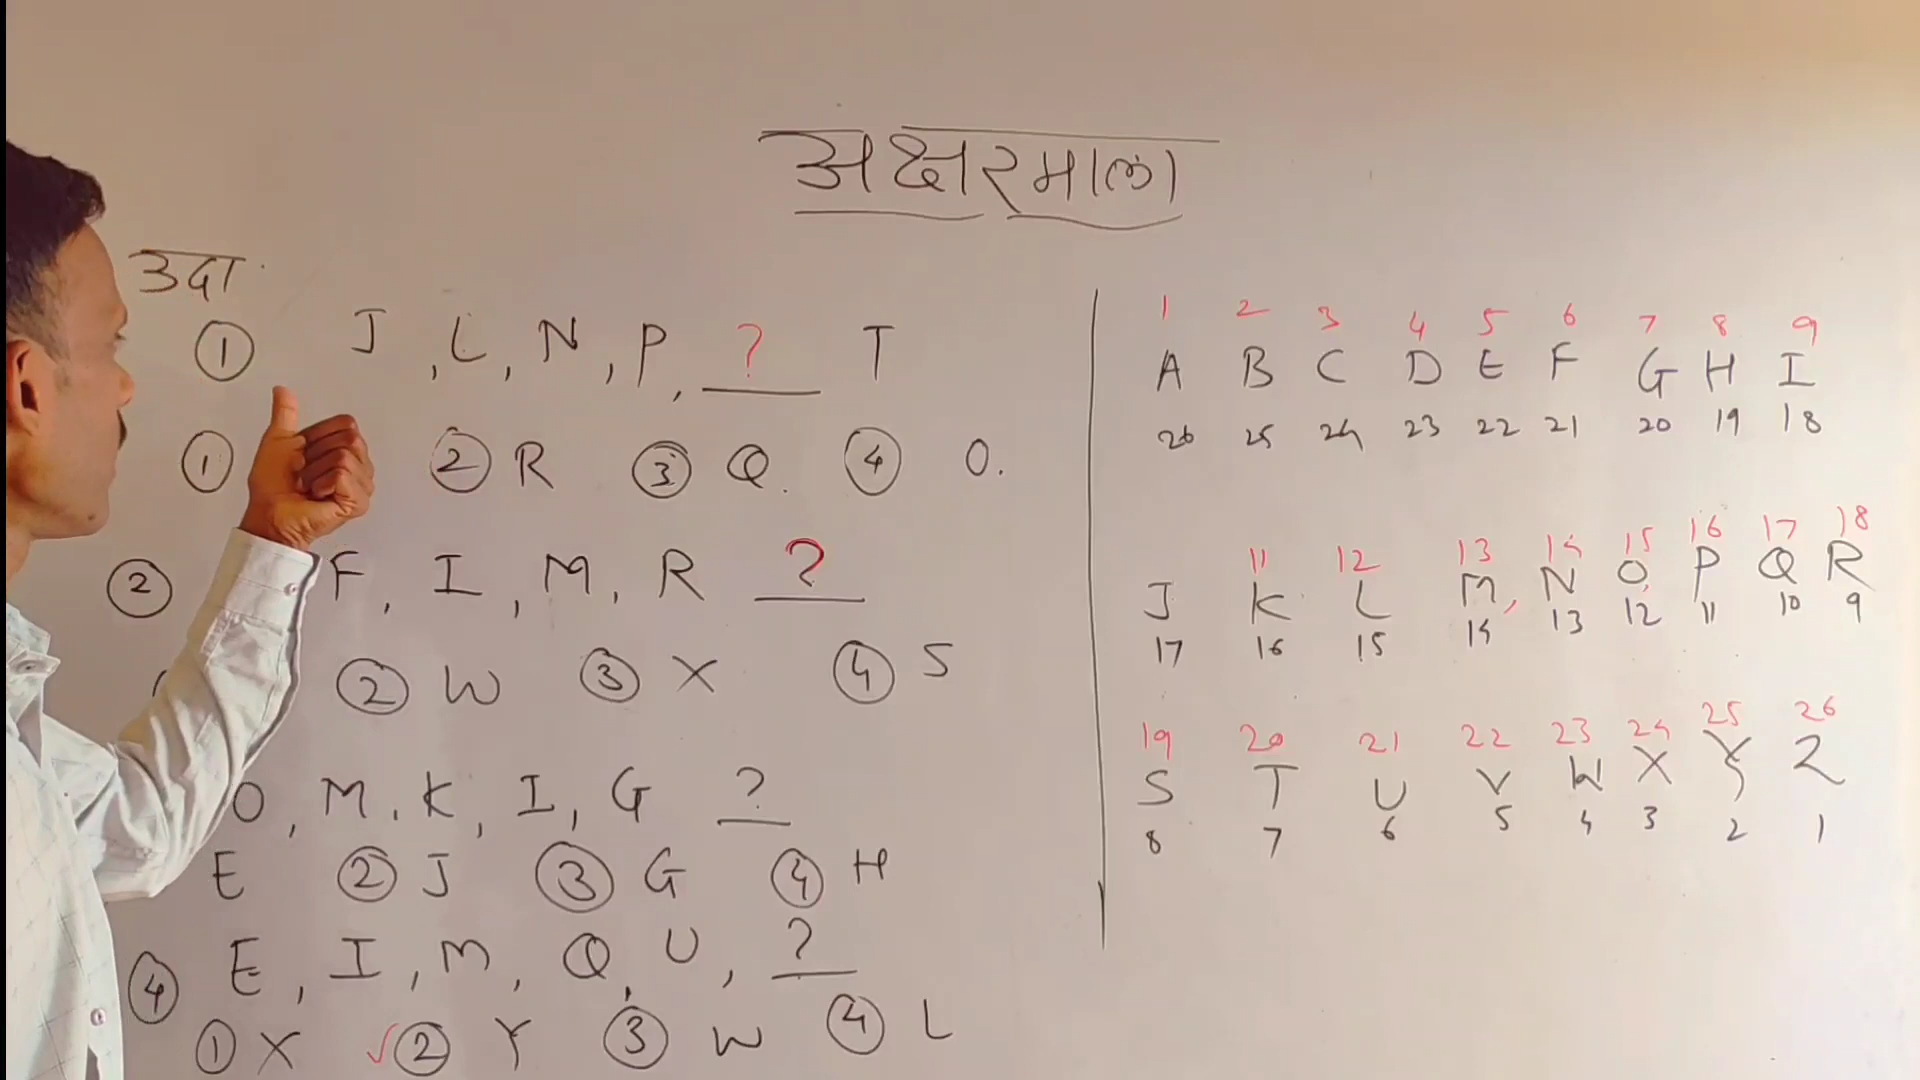 अक्षरमाला
उदा.
① J, L, N, P, ? T
① ② R ③ Q. ④ O.
② F, I, M, R ?
② W ③ X ④ S
O, M, K, I, G ?
E ② J ③ G ④ H
④ E, I, M, Q, U, ?
① X ✓② Y ③ W ④ L
1 2 3 4 5 6 7 8 9
A B C D E F G H I
26 25 24 23 22 21 20 19 18
11 12 13 14 15 16 17 18
J K L M, N O, P Q R
17 16 15 14 13 12 11 10 9
19 20 21 22 23 24 25 26
S T U V W X Y Z
8 7 6 5 4 3 2 1